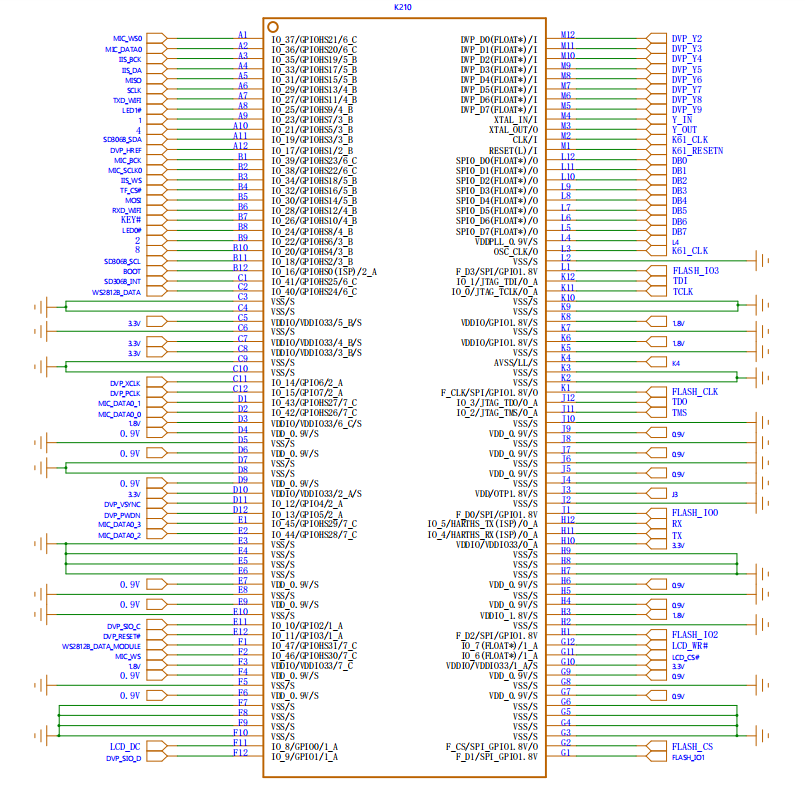 K210
MIC_WS0 A1 IO_37/GPIOHS21/6_C DVP_D0(FLOAT*)/I M12 DVP_Y2
MIC_DATA0 A2 IO_36/GPIOHS20/6_C DVP_D1(FLOAT*)/I M11 DVP_Y3
IIS_BCK A3 IO_35/GPIOHS19/5_B DVP_D2(FLOAT*)/I M10 DVP_Y4
IIS_DA A4 IO_33/GPIOHS17/5_B DVP_D3(FLOAT*)/I M9 DVP_Y5
MISO A5 IO_31/GPIOHS15/5_B DVP_D4(FLOAT*)/I M8 DVP_Y6
SCLK A6 IO_29/GPIOHS13/4_B DVP_D5(FLOAT*)/I M7 DVP_Y7
TXD_WIFI A7 IO_27/GPIOHS11/4_B DVP_D6(FLOAT*)/I M6 DVP_Y8
LED1# A8 IO_25/GPIOHS9/4_B DVP_D7(FLOAT*)/I M5 DVP_Y9
1 A9 IO_23/GPIOHS7/3_B XTAL_IN/I M4 Y_IN
4 A10 IO_21/GPIOHS5/3_B XTAL_OUT/O M3 Y_OUT
SD3068_SDA A11 IO_19/GPIOHS3/3_B CLK/I M2 K61_CLK
DVP_HREF A12 IO_17/GPIOHS1/2_B RESET(L)/I M1 K61_RESETN
MIC_BCK B1 IO_39/GPIOHS23/6_C SPIO_D0(FLOAT*)/O L12 DB0
MIC_SCLK0 B2 IO_38/GPIOHS22/6_C SPIO_D1(FLOAT*)/O L11 DB1
IIS_WS B3 IO_34/GPIOHS18/5_B SPIO_D2(FLOAT*)/O L10 DB2
TF_CS# B4 IO_32/GPIOHS16/5_B SPIO_D3(FLOAT*)/O L9 DB3
MOSI B5 IO_30/GPIOHS14/5_B SPIO_D4(FLOAT*)/O L8 DB4
RXD_WIFI B6 IO_28/GPIOHS12/4_B SPIO_D5(FLOAT*)/O L7 DB5
KEY# B7 IO_26/GPIOHS10/4_B SPIO_D6(FLOAT*)/O L6 DB6
LED0# B8 IO_24/GPIOHS8/4_B SPIO_D7(FLOAT*)/O L5 DB7
2 B9 IO_22/GPIOHS6/3_B VDDPLL_0.9V/S L4 L4
8 B10 IO_20/GPIOHS4/3_B OSC_CLK/O L3 K61_CLK
SD3068_SCL B11 IO_18/GPIOHS2/3_B VSS/S L2
BOOT B12 IO_16/GPIOHS0(ISP)/2_A F_D3/SPI/GPIO1.8V L1 FLASH_IO3
SD3068_INT C1 IO_41/GPIOHS25/6_C IO_1/JTAG_TDI/O_A K12 TDI
WS2812B_DATA C2 IO_40/GPIOHS24/6_C IO_0/JTAG_TCLK/O_A K11 TCLK
C3 VSS/S VSS/S K10
C4 VSS/S VSS/S K9
3.3V C5 VDDIO/VDDIO33/5_B/S VDDIO/GPIO1.8V/S K8 1.8V
C6 VSS/S VSS/S K7
3.3V C7 VDDIO/VDDIO33/4_B/S VDDIO/GPIO1.8V/S K6 1.8V
3.3V C8 VDDIO/VDDIO33/3_B/S VSS/S K5
C9 VSS/S AVSS/LL/S K4 K4
C10 VSS/S VSS/S K3
DVP_XCLK C11 IO_14/GPIO6/2_A VSS/S K2
DVP_PCLK C12 IO_15/GPIO7/2_A F_CLK/SPI/GPIO1.8V/O K1 FLASH_CLK
MIC_DATA0_1 D1 IO_43/GPIOHS27/7_C IO_3/JTAG_TDO/O_A J12 TDO
MIC_DATA0_0 D2 IO_42/GPIOHS26/7_C IO_2/JTAG_TMS/O_A J11 TMS
1.8V D3 VDDIO/VDDIO33/6_C/S VSS/S J10
0.9V D4 VDD_0.9V/S VDD_0.9V/S J9 0.9V
D5 VSS/S VSS/S J8
0.9V D6 VDD_0.9V/S VDD_0.9V/S J7 0.9V
D7 VSS/S VSS/S J6
D8 VSS/S VDD_0.9V/S J5 0.9V
0.9V D9 VDD_0.9V/S VSS/S J4
3.3V D10 VDDIO/VDDIO33/2_A/S VDD/OTP1.8V/S J3 J3
DVP_VSYNC D11 IO_12/GPIO4/2_A VSS/S J2
DVP_PWDN D12 IO_13/GPIO5/2_A F_D0/SPI/GPIO1.8V J1 FLASH_IO0
MIC_DATA0_3 E1 IO_45/GPIOHS29/7_C IO_5/HARTHS_TX(ISP)/O_A H12 RX
MIC_DATA0_2 E2 IO_44/GPIOHS28/7_C IO_4/HARTHS_RX(ISP)/O_A H11 TX
E3 VSS/S VDDIO/VDDIO33/0_A H10 3.3V
E4 VSS/S VSS/S H9
E5 VSS/S VSS/S H8
E6 VSS/S VSS/S H7
0.9V E7 VDD_0.9V/S VDD_0.9V/S H6 0.9V
E8 VSS/S VSS/S H5
0.9V E9 VDD_0.9V/S VDD_0.9V/S H4 0.9V
E10 VSS/S VDDIO_1.8V/S H3 1.8V
DVP_SIO_C E11 IO_10/GPIO2/1_A VSS/S H2
DVP_RESET# E12 IO_11/GPIO3/1_A F_D2/SPI/GPIO1.8V H1 FLASH_IO2
WS2812B_DATA_MODULE F1 IO_47/GPIOHS31/7_C IO_7(FLOAT*)/1_A G12 LCD_WR#
MIC_WS F2 IO_46/GPIOHS30/7_C IO_6(FLOAT*)/1_A G11 LCD_CS#
1.8V F3 VDDIO/VDDIO33/7_C VDDIO/VDDIO33/1_A/S G10 3.3V
0.9V F4 VDD_0.9V/S VDD_0.9V/S G9 0.9V
F5 VSS/S VSS/S G8
0.9V F6 VDD_0.9V/S VDD_0.9V/S G7 0.9V
F7 VSS/S VSS/S G6
F8 VSS/S VSS/S G5
F9 VSS/S VSS/S G4
F10 VSS/S VSS/S G3
LCD_DC F11 IO_8/GPIO0/1_A F_CS/SPI_GPIO1.8V/O G2 FLASH_CS
DVP_SIO_D F12 IO_9/GPIO1/1_A F_D1/SPI_GPIO1.8V G1 FLASH_IO1